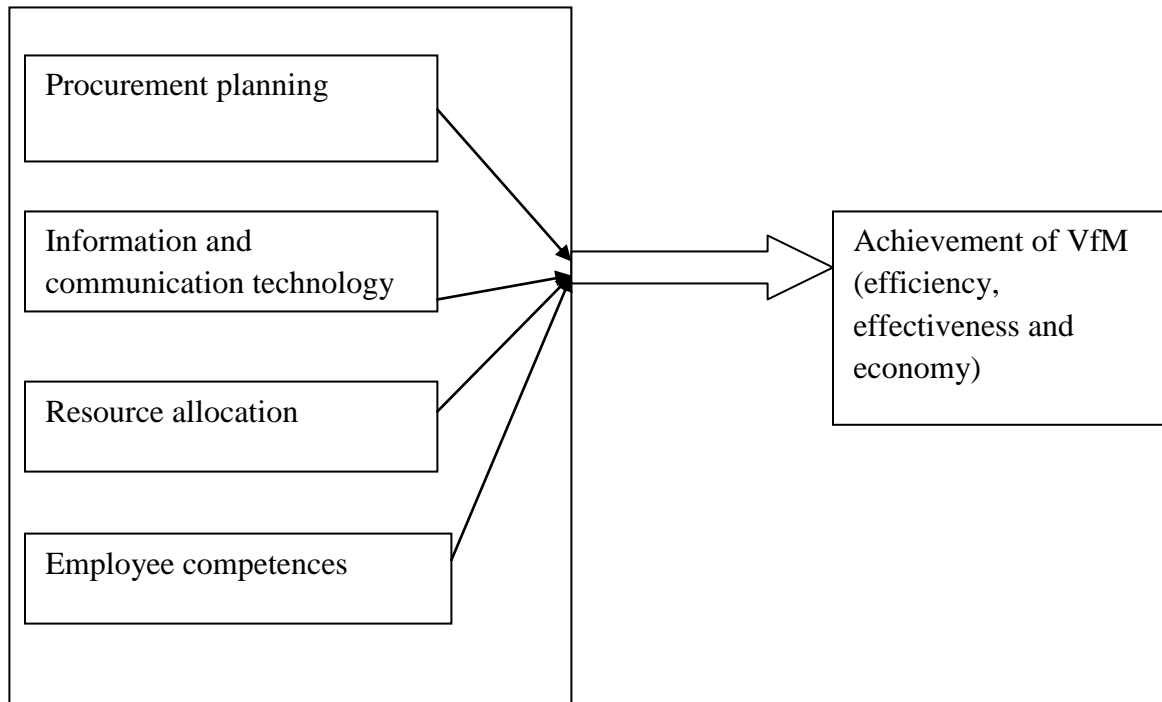 Procurement planning
Information and
communication technology
Resource allocation
Employee competences
Achievement of VfM
(efficiency,
effectiveness and
economy)